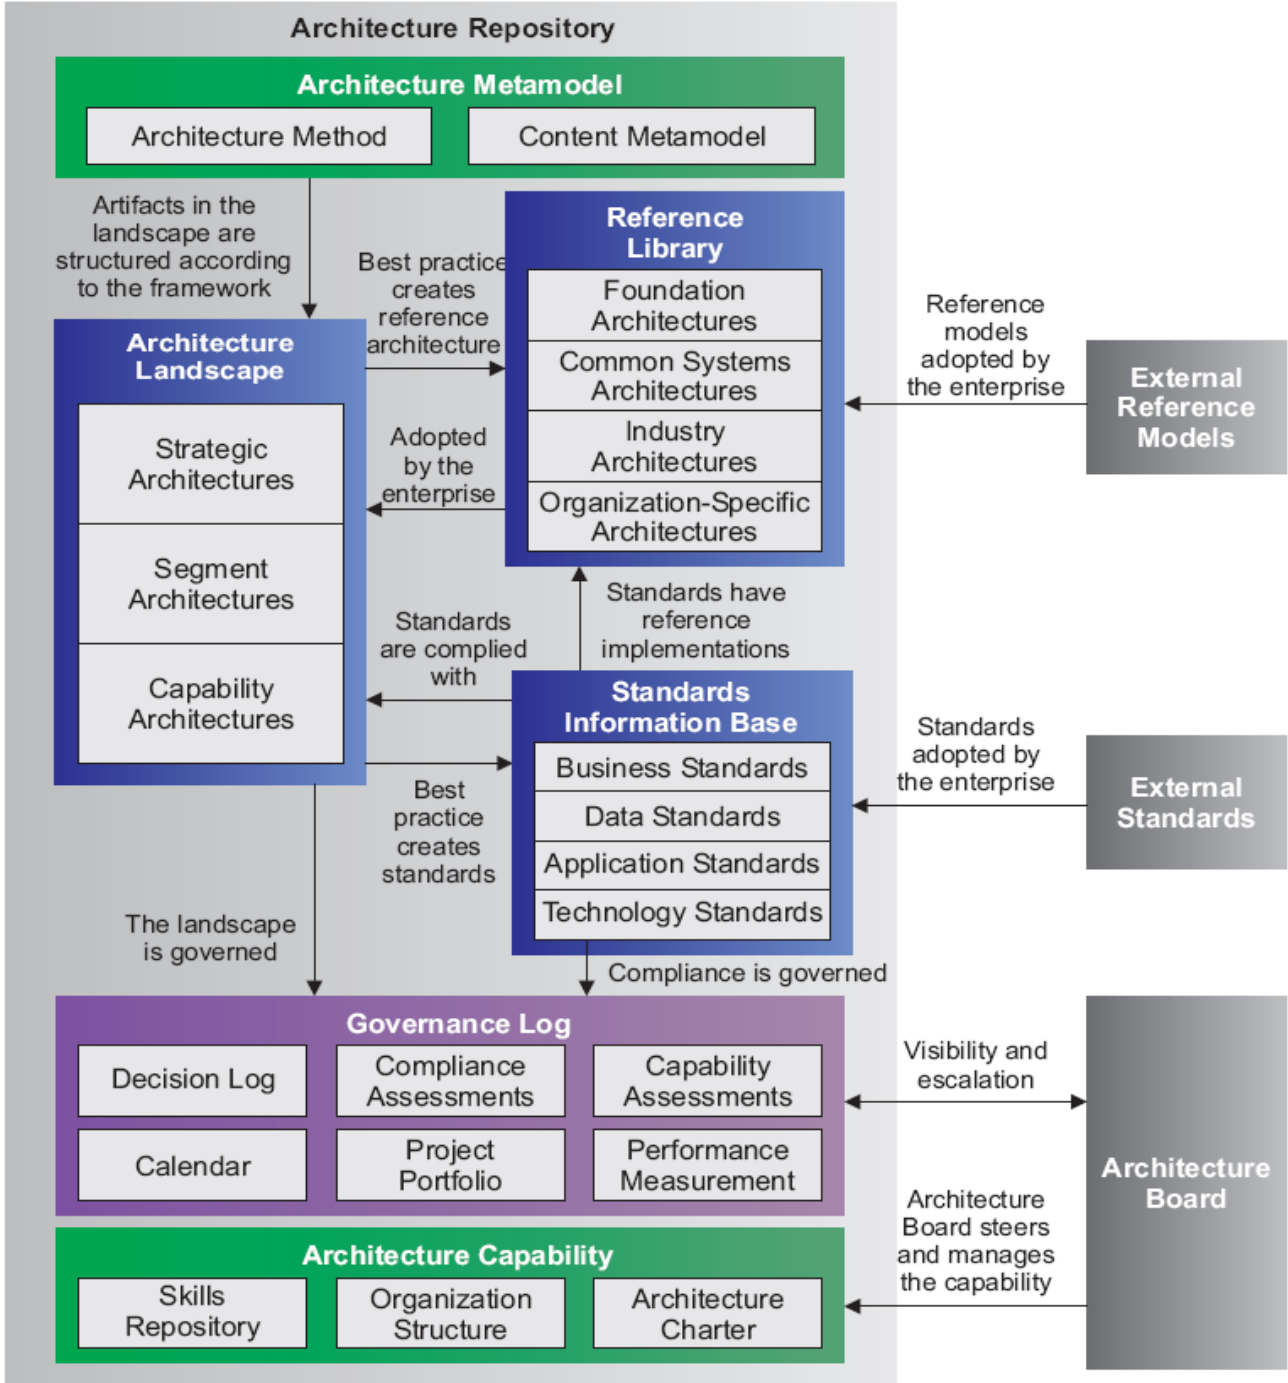 Architecture Repository
Architecture Metamodel
Architecture Method
Content Metamodel
Artifacts in the
landscape are
structured according
to the framework
Best practice
creates
reference
architecture
Reference
Library
Foundation
Architectures
Common Systems
Architectures
Industry
Architectures
Organization-Specific
Architectures
Reference
models
adopted by
the enterprise
External
Reference
Models
Architecture
Landscape
Strategic
Architectures
Segment
Architectures
Capability
Architectures
Adopted
by the
enterprise
Standards have
reference
implementations
Standards
are complied
with
Standards
Information Base
Business Standards
Data Standards
Application Standards
Technology Standards
Standards
adopted by
the enterprise
External
Standards
Best
practice
creates
standards
The landscape
is governed
Compliance is governed
Governance Log
Decision Log
Compliance
Assessments
Capability
Assessments
Calendar
Project
Portfolio
Performance
Measurement
Visibility and
escalation
Architecture
Board
Architecture
Board steers
and manages
the capability
Architecture Capability
Skills
Repository
Organization
Structure
Architecture
Charter